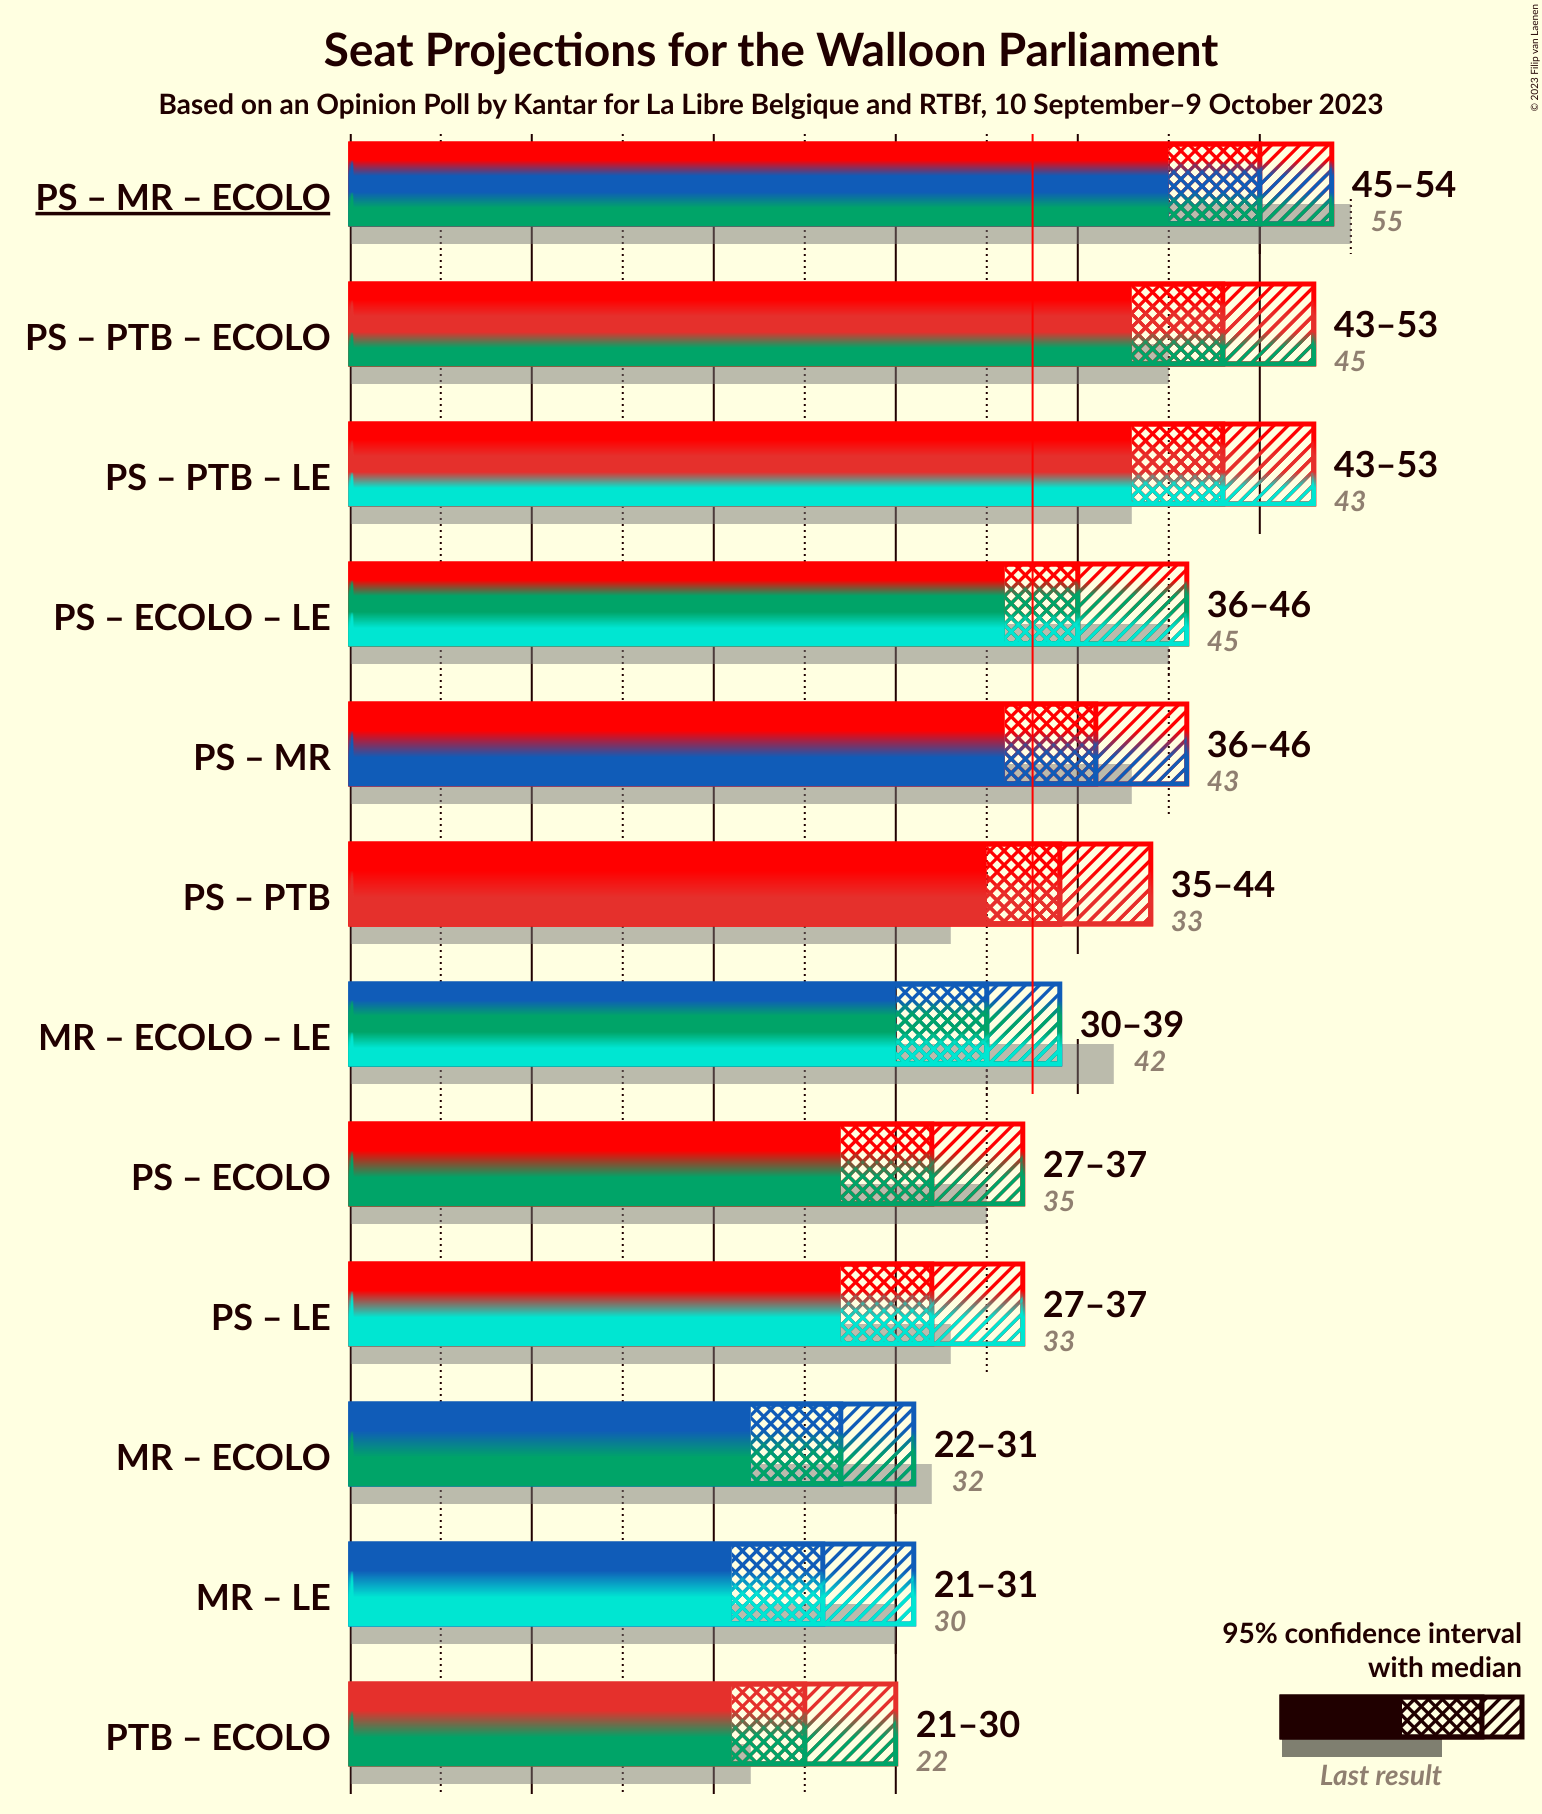 Seat Projections for the Walloon Parliament
Based on an Opinion Poll by Kantar for La Libre Belgique and RTBf, 10 September–9 October 2023
© 2023 Filip van Laenen
PS – MR – ECOLO
45–54
55
PS – PTB – ECOLO
43–53
45
PS – PTB – LE
43–53
43
PS – ECOLO – LE
36–46
45
PS – MR
36–46
43
PS – PTB
35–44
33
MR – ECOLO – LE
30–39
42
PS – ECOLO
27–37
35
PS – LE
27–37
33
MR – ECOLO
22–31
32
MR – LE
21–31
30
PTB – ECOLO
21–30
22
95% confidence interval
with median
Last result